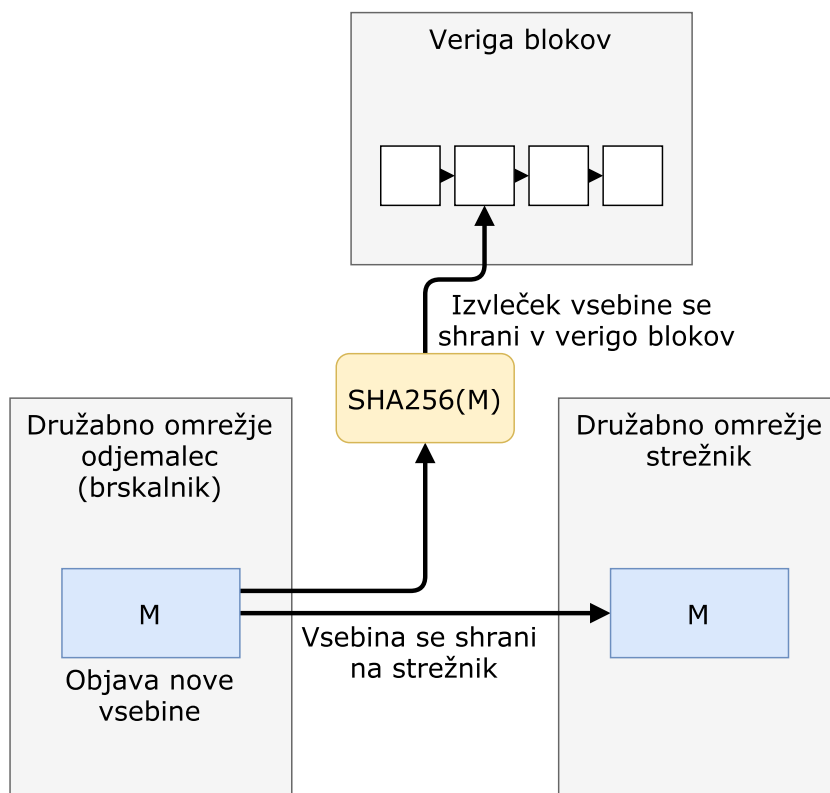 Veriga blokov
Izvleček vsebine se
shrani v verigo blokov
SHA256(M)
Družabno omrežje
odjemalec
(brskalnik)
Družabno omrežje
strežnik
M
M
Vsebina se shrani
na strežnik
Objava nove
vsebine